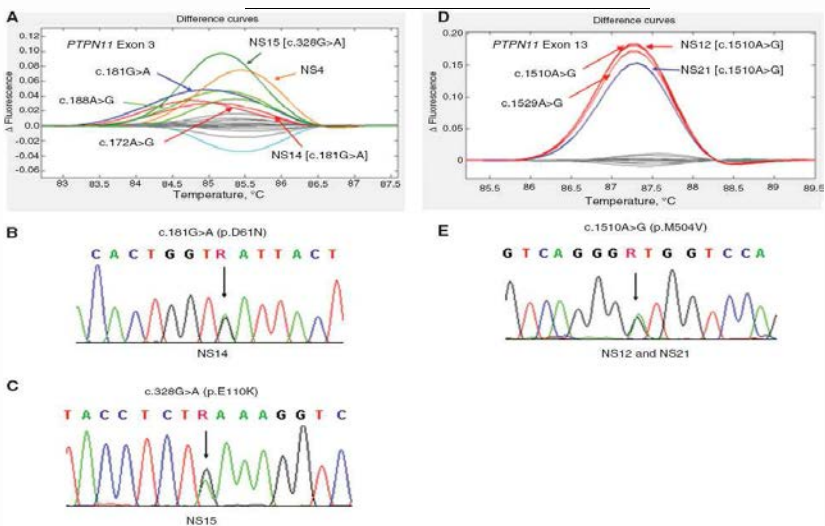 A
Difference curves
0.12
0.10
0.08
0.06
0.04
0.02
0.0
-0.02
-0.04
-0.06
Δ Fluorescence
PTPN11 Exon 3
NS15 [c.328G>A]
c.181G>A
NS4
c.188A>G
c.172A>G
NS14 [c.181G>A]
83 83.5 84 84.5 85 85.5 86 86.5 87 87.5
Temperature, °C
D
Difference curves
0.20
0.15
0.10
0.05
0
Δ Fluorescence
PTPN11 Exon 13
NS12 [c.1510A>G]
c.1510A>G
NS21 [c.1510A>G]
c.1529A>G
85.5 86 86.5 87 87.5 88 88.5 89 89.5
Temperature, °C
B
c.181G>A (p.D61N)
C A C T G G T R A T T A C T
NS14
E
c.1510A>G (p.M504V)
G T C A G G G R T G G T C C A
NS12 and NS21
C
c.328G>A (p.E110K)
T A C C T C T R A A A G G T C
NS15